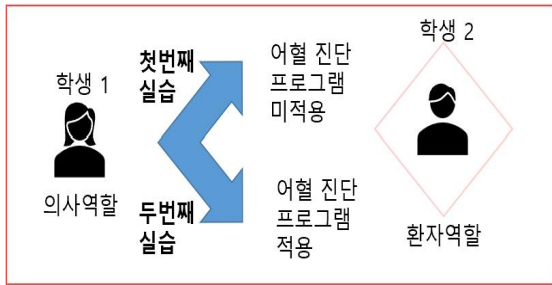 학생 1
의사역할
첫번째
실습
두번째
실습
어혈 진단
프로그램
미적용
어혈 진단
프로그램
적용
학생 2
환자역할